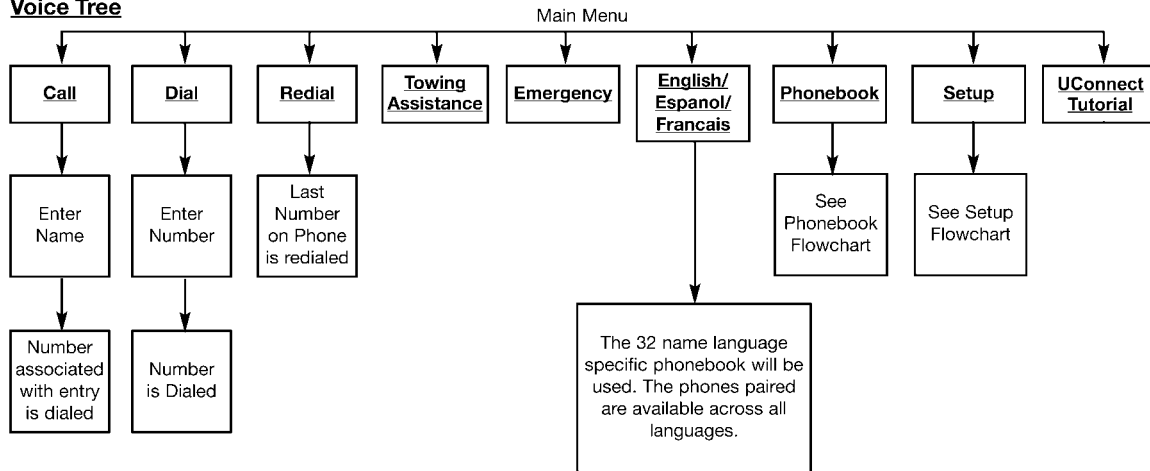 Voice Tree
Main Menu
Call
Dial
Redial
Towing
Assistance
Emergency
English/
Espanol/
Francais
Phonebook
Setup
UConnect
Tutorial
Enter
Name
Enter
Number
Last
Number
on Phone
is redialed
See
Phonebook
Flowchart
See Setup
Flowchart
Number
associated
with entry
is dialed
Number
is Dialed
The 32 name language
specific phonebook will be
used. The phones paired
are available across all
languages.